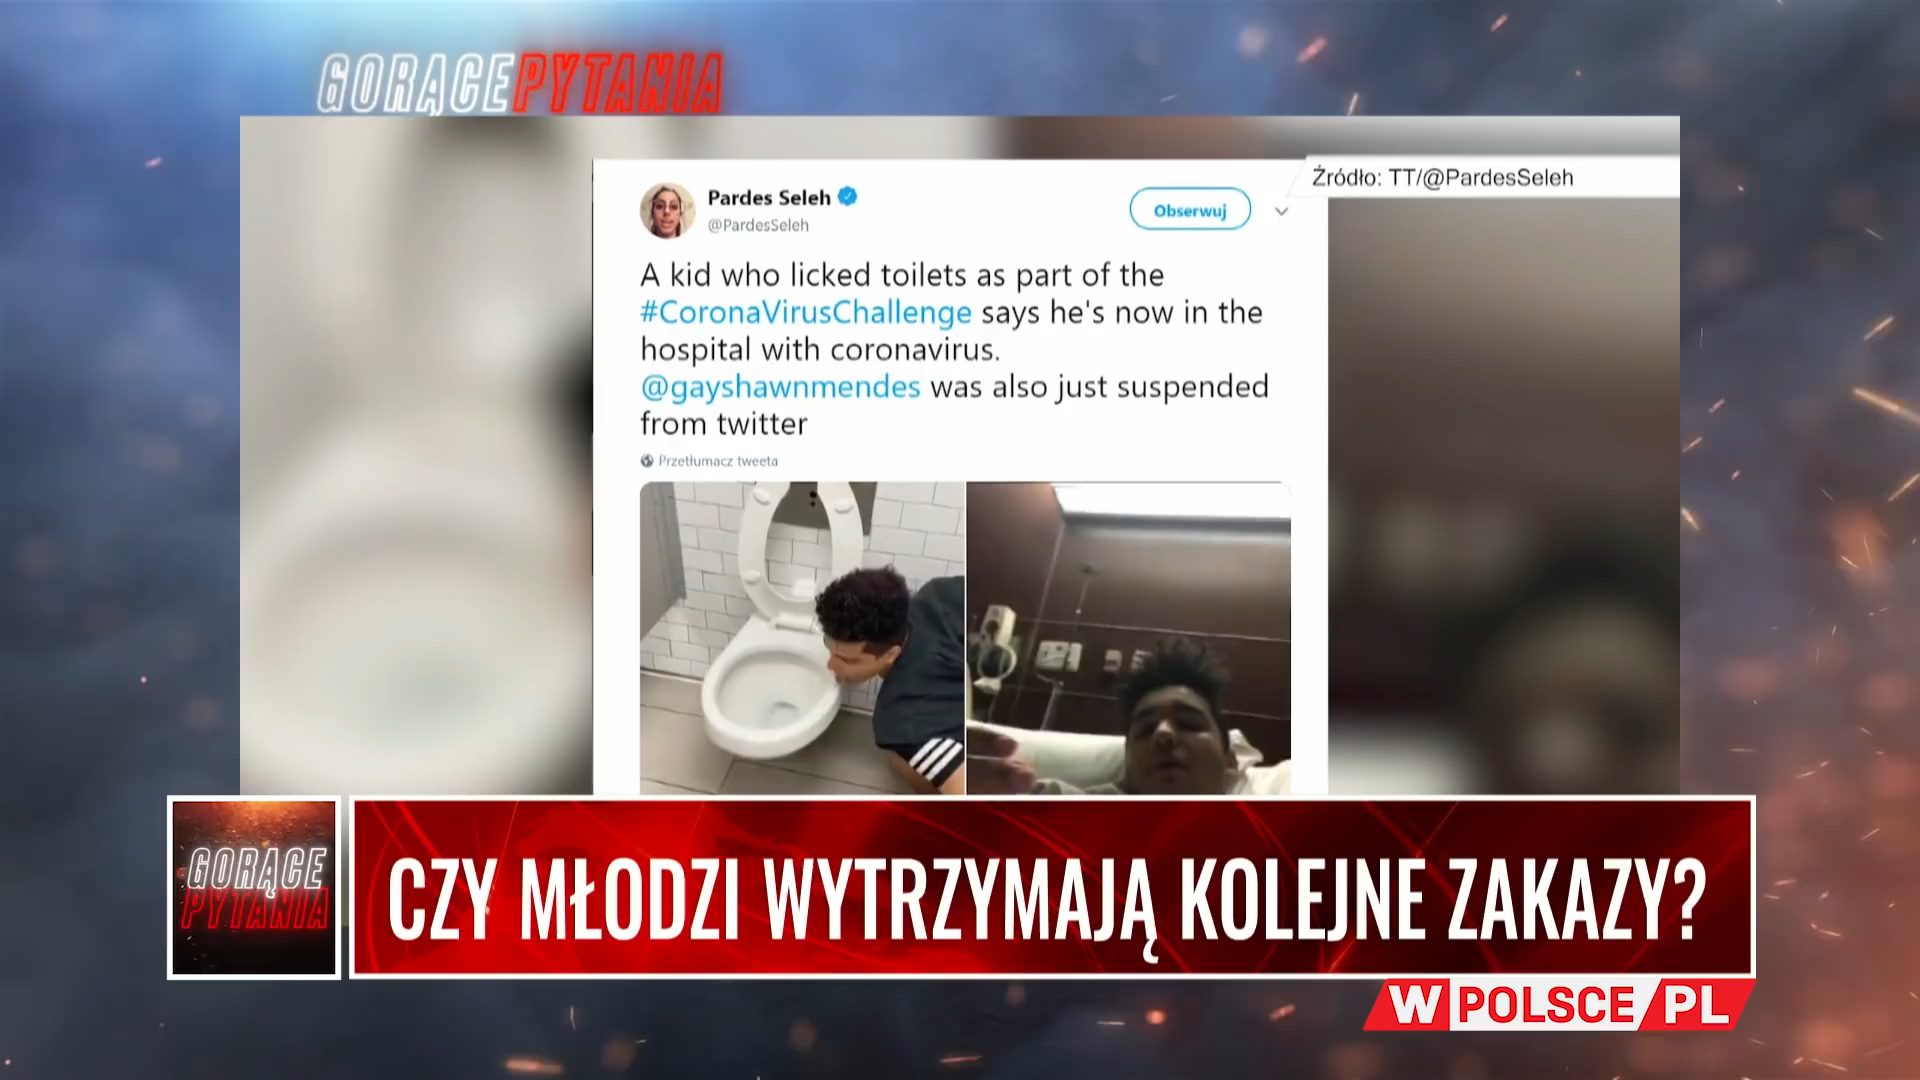 GORĄCEPYTANIA
Źródło: TT/@PardesSeleh
Pardes Seleh
@PardesSeleh
Obserwuj
A kid who licked toilets as part of the
#CoronaVirusChallenge says he's now in the
hospital with coronavirus.
@gayshawnmendes was also just suspended
from twitter
Przetłumacz tweeta
GORĄCE
PYTANIA
CZY MŁODZI WYTRZYMAJĄ KOLEJNE ZAKAZY?
WPOLSCE/PL